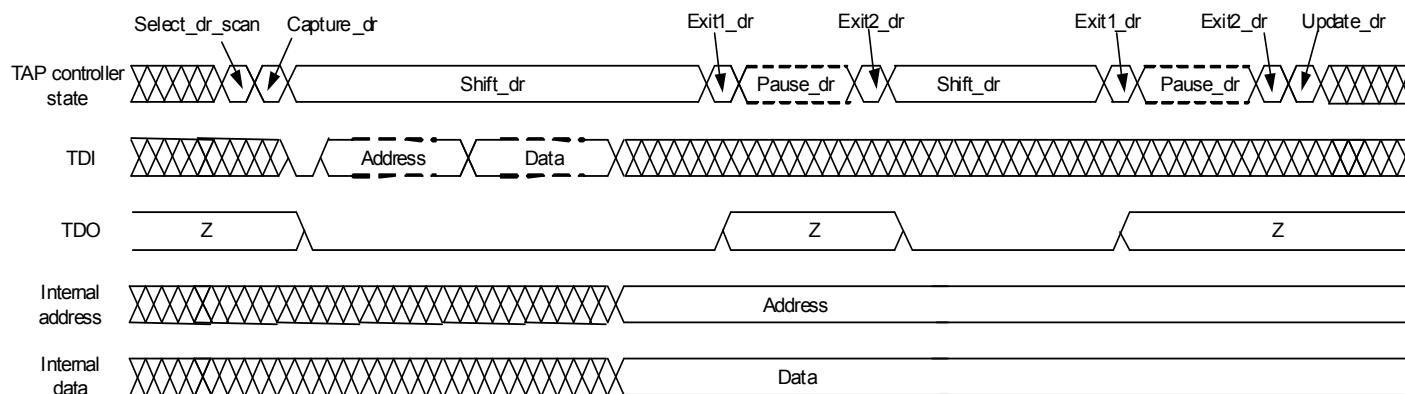 Select_dr_scan Capture_dr Exit1_dr Exit2_dr Exit1_dr Exit2_dr Update_dr
TAP controller
state
Shift_dr Pause_dr Shift_dr Pause_dr
TDI Address Data
TDO Z Z Z
Internal
address
Address
Internal
data
Data